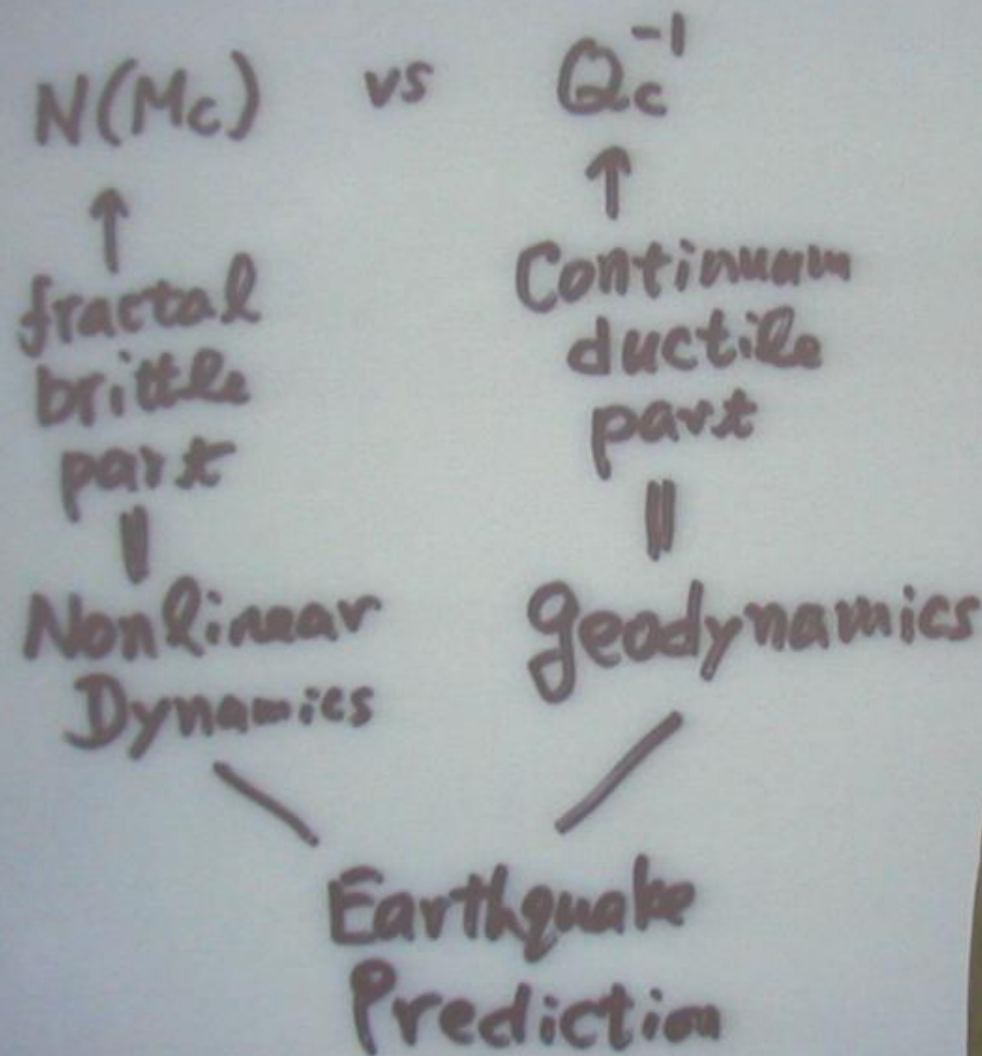 N(Mc) vs Qc⁻¹
↑ ↑
fractal Continuum
brittle ductile
part part
|| ||
Nonlinear geodynamics
Dynamics
Earthquake
Prediction